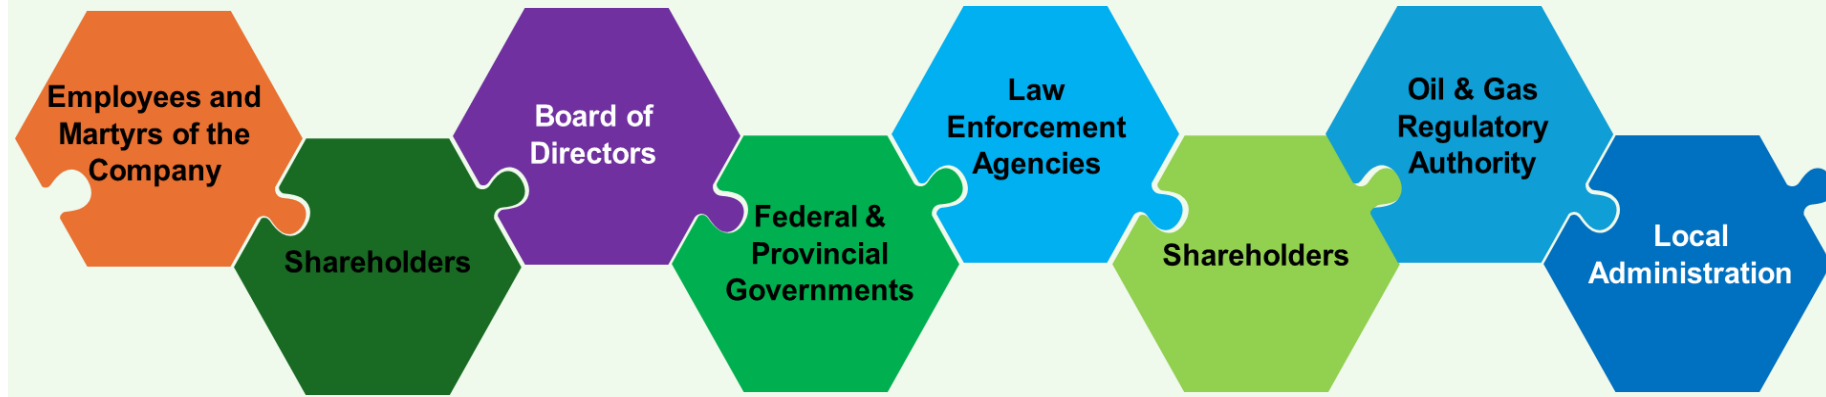 Employees and
Martyrs of the
Company
Shareholders
Board of
Directors
Federal &
Provincial
Governments
Law
Enforcement
Agencies
Shareholders
Oil & Gas
Regulatory
Authority
Local
Administration